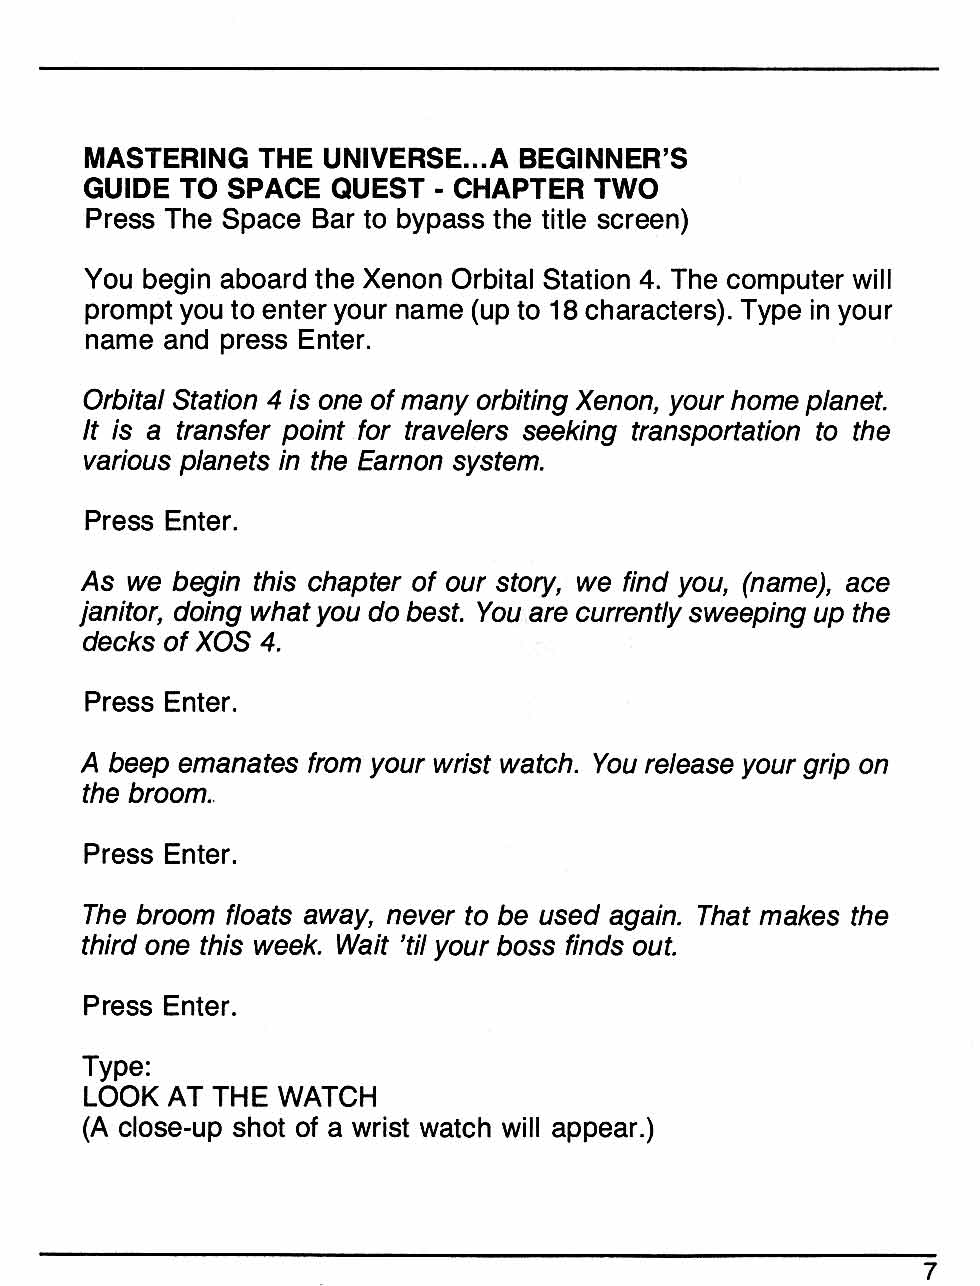 MASTERING THE UNIVERSE...A BEGINNER'S
GUIDE TO SPACE QUEST - CHAPTER TWO
Press The Space Bar to bypass the title screen)
You begin aboard the Xenon Orbital Station 4. The computer will
prompt you to enter your name (up to 18 characters). Type in your
name and press Enter.
Orbital Station 4 is one of many orbiting Xenon, your home planet.
It is a transfer point for travelers seeking transportation to the
various planets in the Earnon system.
Press Enter.
As we begin this chapter of our story, we find you, (name), ace
janitor, doing what you do best. You are currently sweeping up the
decks of XOS 4.
Press Enter.
A beep emanates from your wrist watch. You release your grip on
the broom.
Press Enter.
The broom floats away, never to be used again. That makes the
third one this week. Wait 'til your boss finds out.
Press Enter.
Type:
LOOK AT THE WATCH
(A close-up shot of a wrist watch will appear.)
7